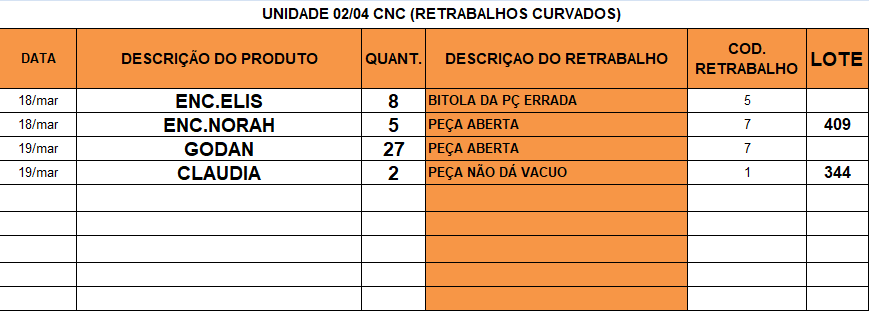 UNIDADE 02/04 CNC (RETRABALHOS CURVADOS)
DATA DESCRIÇÃO DO PRODUTO QUANT. DESCRIÇAO DO RETRABALHO COD. RETRABALHO LOTE
18/mar ENC.ELIS 8 BITOLA DA PÇ ERRADA 5
18/mar ENC.NORAH 5 PEÇA ABERTA 7 409
19/mar GODAN 27 PEÇA ABERTA 7
19/mar CLAUDIA 2 PEÇA NÃO DÁ VACUO 1 344